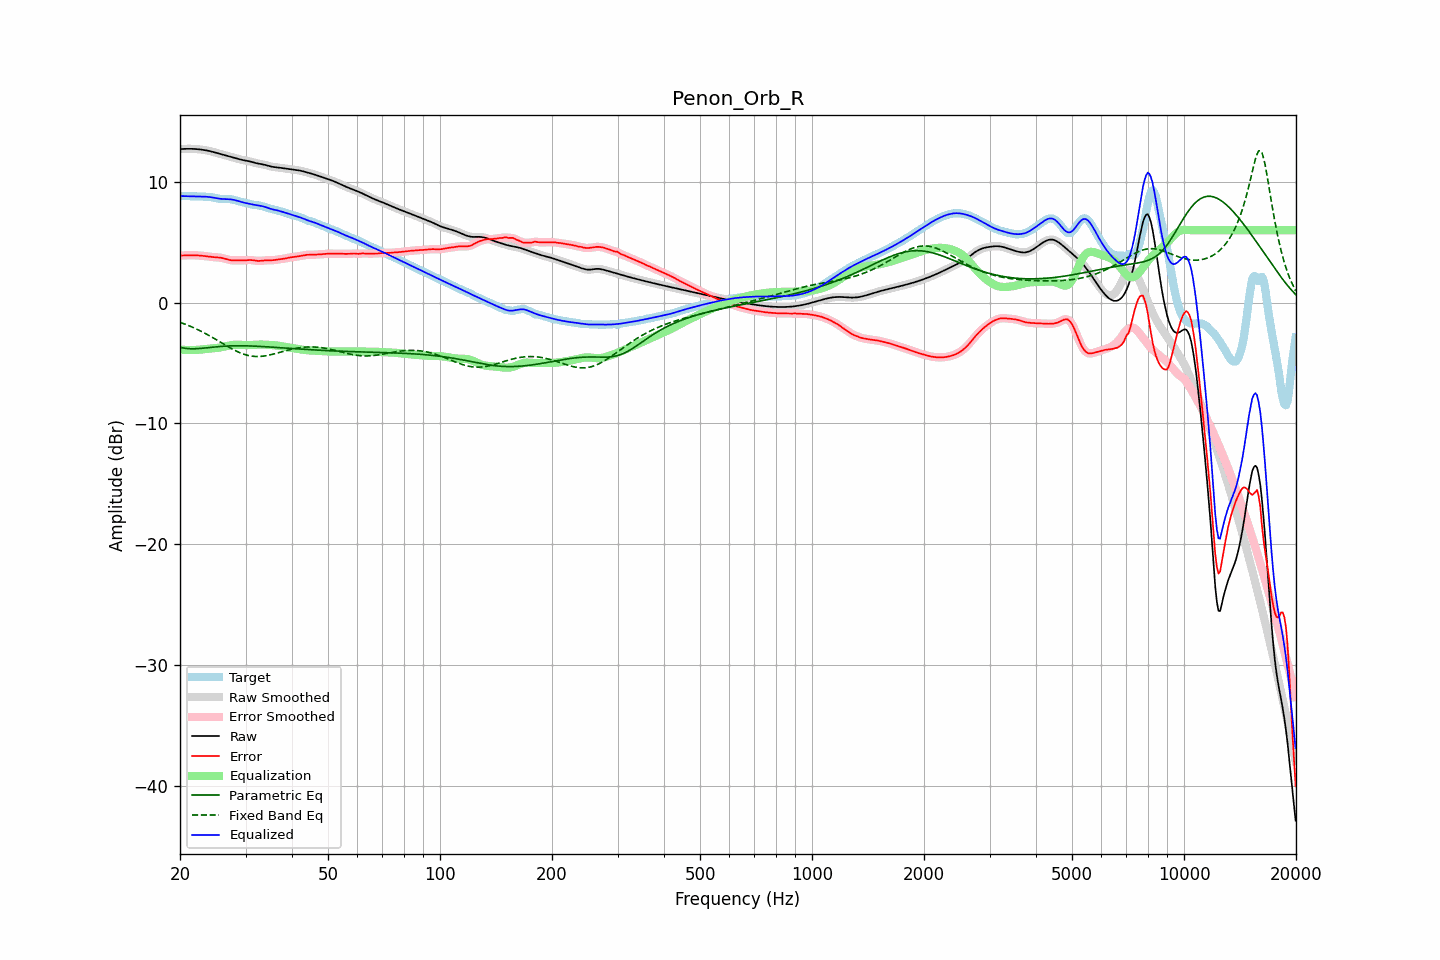 Penon_Orb_R
Amplitude (dBr)
10
0
−10
−20
−30
−40
Target
Raw Smoothed
Error Smoothed
Raw
Error
Equalization
Parametric Eq
Fixed Band Eq
Equalized
20 50 100 200 500 1000 2000 5000 10000 20000
Frequency (Hz)